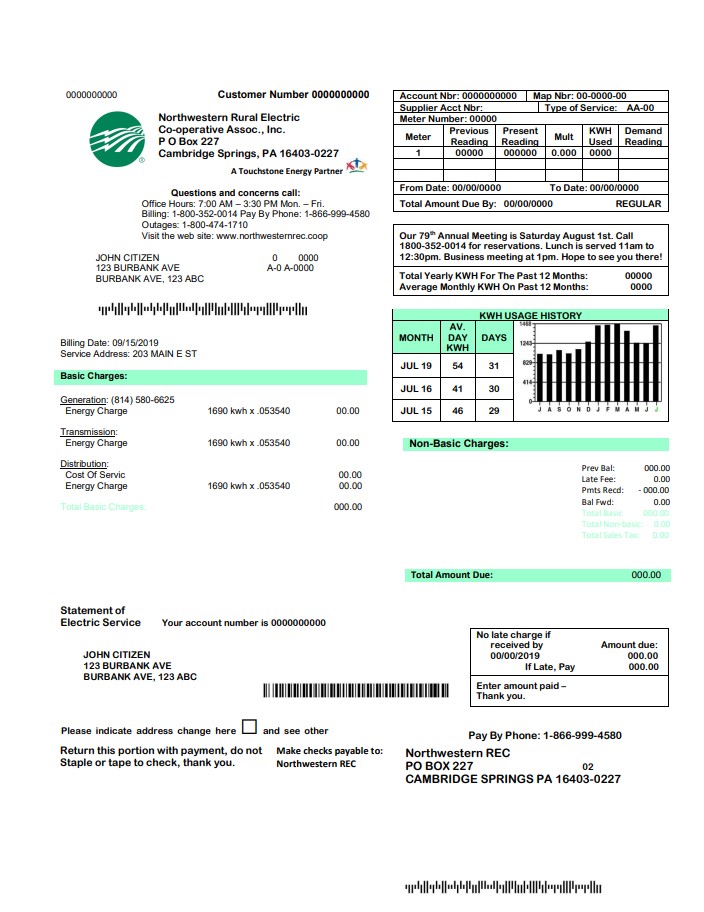 0000000000
Customer Number 0000000000
Northwestern Rural Electric
Co-operative Assoc., Inc.
P O Box 227
Cambridge Springs, PA 16403-0227
A Touchstone Energy Partner
Questions and concerns call:
Office Hours: 7:00 AM – 3:30 PM Mon. – Fri.
Billing: 1-800-352-0014 Pay By Phone: 1-866-999-4580
Outages: 1-800-474-1710
Visit the web site: www.northwesternrec.coop
JOHN CITIZEN 0 0000
123 BURBANK AVE A-0 A-0000
BURBANK AVE, 123 ABC
Billing Date: 09/15/2019
Service Address: 203 MAIN E ST
Basic Charges:
Generation: (814) 580-6625
Energy Charge 1690 kwh x .053540 00.00
Transmission:
Energy Charge 1690 kwh x .053540 00.00
Distribution:
Cost Of Servic 00.00
Energy Charge 1690 kwh x .053540 00.00
Total Basic Charges: 000.00
Account Nbr: 0000000000 Map Nbr: 00-0000-00
Supplier Acct Nbr: Type of Service: AA-00
Meter Number: 00000
Meter Previous Reading Present Reading Mult KWH Used Demand Reading
1 00000 000000 0.000 0000
From Date: 00/00/0000 To Date: 00/00/0000
Total Amount Due By: 00/00/0000 REGULAR
Our 79th Annual Meeting is Saturday August 1st. Call
1800-352-0014 for reservations. Lunch is served 11am to
12:30pm. Business meeting at 1pm. Hope to see you there!
Total Yearly KWH For The Past 12 Months: 00000
Average Monthly KWH On Past 12 Months: 0000
KWH USAGE HISTORY
MONTH AV. DAY KWH DAYS
JUL 19 54 31
JUL 16 41 30
JUL 15 46 29
1468
1243
829
414
0
J A S O N D J F M A M J J
Non-Basic Charges:
Prev Bal: 000.00
Late Fee: 0.00
Pmts Recd: - 000.00
Bal Fwd: 0.00
Total Basic 000.00
Total Non-basic: 0.00
Total Sales Tax: 0.00
Total Amount Due: 000.00
Statement of
Electric Service Your account number is 0000000000
JOHN CITIZEN
123 BURBANK AVE
BURBANK AVE, 123 ABC
No late charge if
received by Amount due:
00/00/2019 000.00
If Late, Pay 000.00
Enter amount paid –
Thank you.
Please indicate address change here and see other
Return this portion with payment, do not
Staple or tape to check, thank you.
Make checks payable to:
Northwestern REC
Pay By Phone: 1-866-999-4580
Northwestern REC
PO BOX 227 02
CAMBRIDGE SPRINGS PA 16403-0227